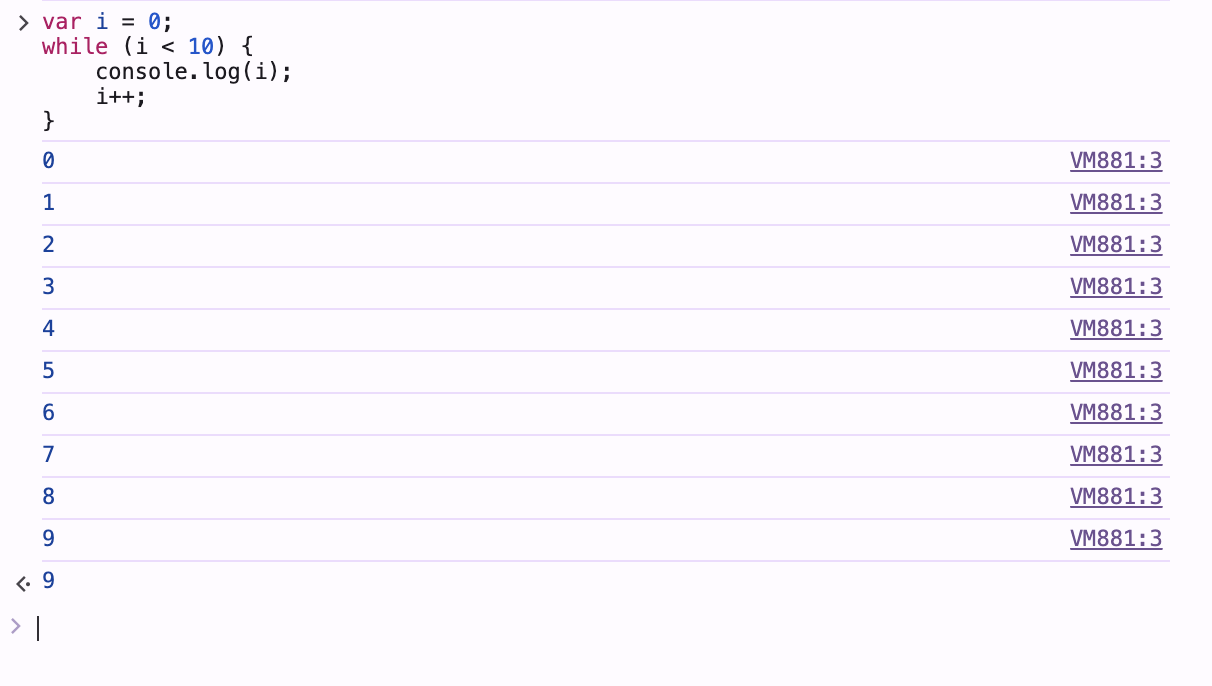 > var i = 0;
while (i < 10) {
    console.log(i);
    i++;
}
0 VM881:3
1 VM881:3
2 VM881:3
3 VM881:3
4 VM881:3
5 VM881:3
6 VM881:3
7 VM881:3
8 VM881:3
9 VM881:3
9
>